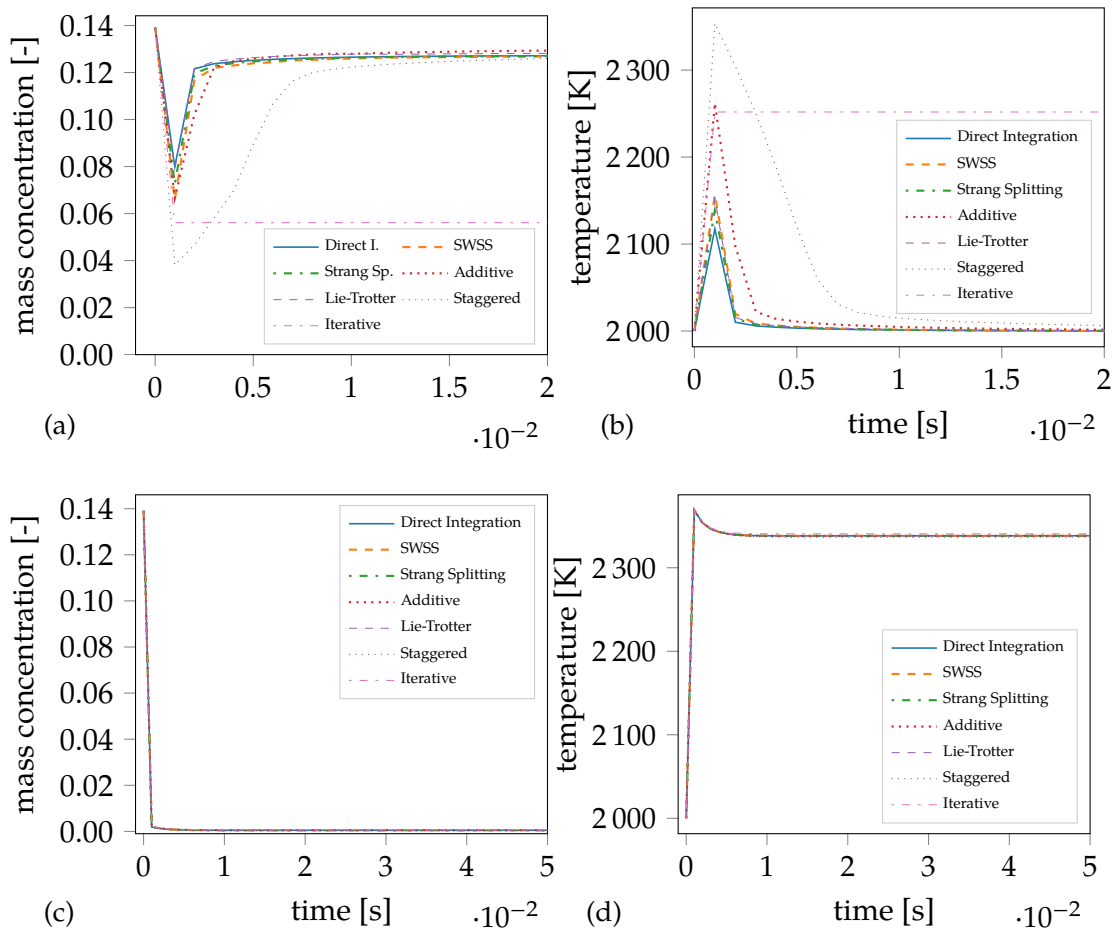 mass concentration [-]
0.14
0.12
0.10
0.08
0.06
0.04
0.02
0.00
Direct I. SWSS
Strang Sp. Additive
Lie-Trotter Staggered
Iterative
0 0.5 1 1.5 2
·10−2
(a)
temperature [K]
2 300
2 200
2 100
2 000
Direct Integration
SWSS
Strang Splitting
Additive
Lie-Trotter
Staggered
Iterative
0 0.5 1 1.5 2
time [s] ·10−2
(b)
mass concentration [-]
0.14
0.12
0.10
0.08
0.06
0.04
0.02
0.00
Direct Integration
SWSS
Strang Splitting
Additive
Lie-Trotter
Staggered
Iterative
0 1 2 3 4 5
(c) time [s] ·10−2
temperature [K]
2 300
2 200
2 100
2 000
Direct Integration
SWSS
Strang Splitting
Additive
Lie-Trotter
Staggered
Iterative
0 1 2 3 4 5
(d) time [s] ·10−2